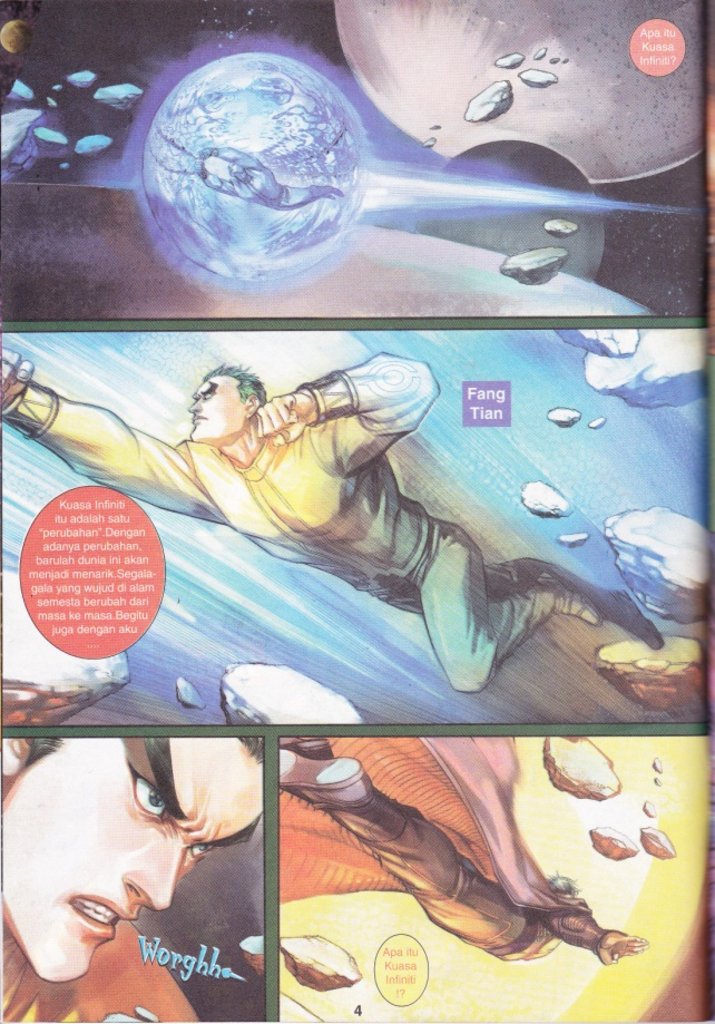 Apa Itu
Kuasa
Infiniti?
Fang
Tian
Kuasa Infiniti
itu adalah satu
"perubahan".Dengan
adanya perubahan,
barulah dunia ini akan
menjadi menarik.Segala-
gala yang wujud di alam
semesta berubah dari
masa ke masa.Begitu
juga dengan aku
....
Worghh
Apa itu
Kuasa
Infiniti
!?
4